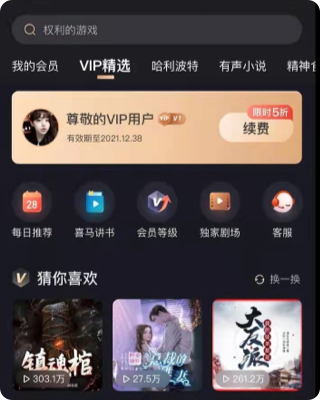 权利的游戏
我的会员 VIP精选 哈利波特 有声小说 精神食
尊敬的VIP用户 VIP V1
限时5折
续费
有效期至2021.12.38
28
每日推荐 喜马讲书 会员等级 独家剧场 客服
猜你喜欢 换一换
镇魂棺
303.1万 27.5万 261.2万